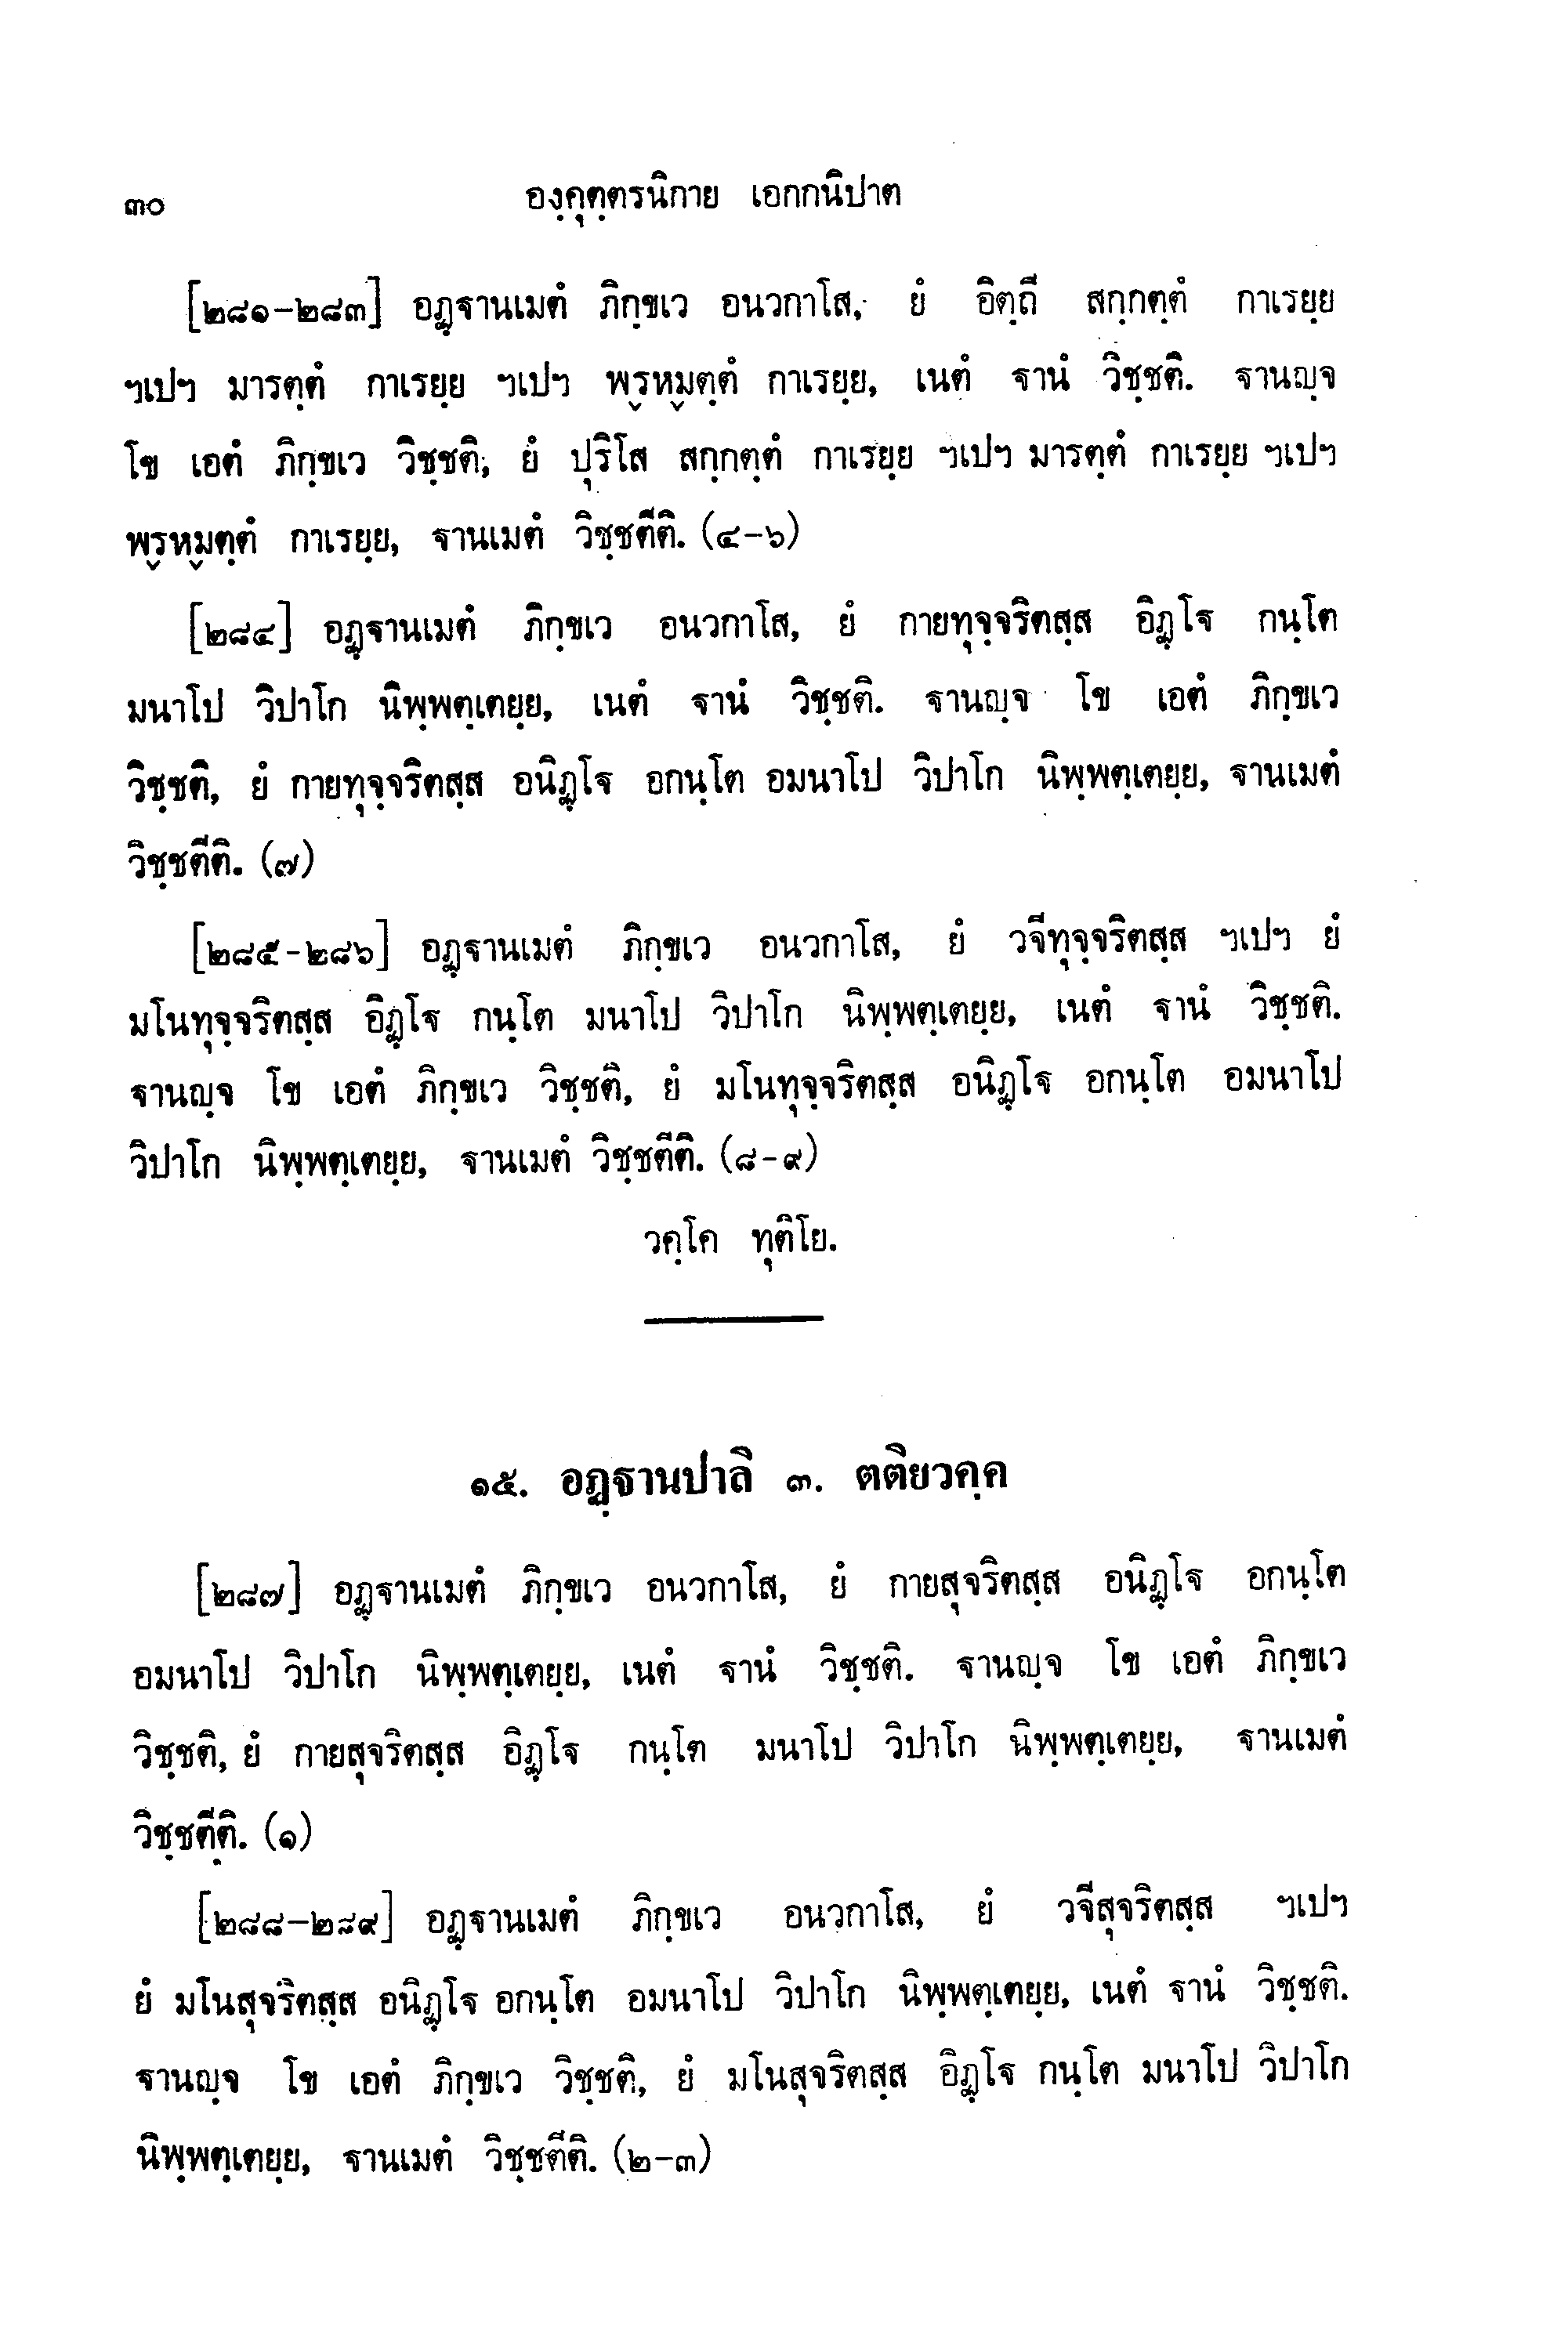 ๓๐
องฺคุตฺตรนิกาย เอกกนิปาต
[๒๘๑-๒๘๓] อฏฺฐานเมตํ ภิกฺขเว อนวกาโส, ยํ อิตฺถี สกฺกตฺตํ กาเรยฺย
ฯเปฯ มารตฺตํ กาเรยฺย ฯเปฯ พฺรหฺมตฺตํ กาเรยฺย, เนตํ ฐานํ วิชฺชติ. ฐานญฺจ
โข เอตํ ภิกฺขเว วิชฺชติ, ยํ ปุริโส สกฺกตฺตํ กาเรยฺย ฯเปฯ มารตฺตํ กาเรยฺย ฯเปฯ
พฺรหฺมตฺตํ กาเรยฺย, ฐานเมตํ วิชฺชตีติ. (๔-๖)
[๒๘๔] อฏฺฐานเมตํ ภิกฺขเว อนวกาโส, ยํ กายทุจฺจริตสฺส อิฏฺโฐ กนฺโต
มนาโป วิปาโก นิพฺพตฺเตยฺย, เนตํ ฐานํ วิชฺชติ. ฐานญฺจ โข เอตํ ภิกฺขเว
วิชฺชติ, ยํ กายทุจฺจริตสฺส อนิฏฺโฐ อกนฺโต อมนาโป วิปาโก นิพฺพตฺเตยฺย, ฐานเมตํ
วิชฺชตีติ. (๗)
[๒๘๕-๒๘๖] อฏฺฐานเมตํ ภิกฺขเว อนวกาโส, ยํ วจีทุจฺจริตสฺส ฯเปฯ ยํ
มโนทุจฺจริตสฺส อิฏฺโฐ กนฺโต มนาโป วิปาโก นิพฺพตฺเตยฺย, เนตํ ฐานํ วิชฺชติ.
ฐานญฺจ โข เอตํ ภิกฺขเว วิชฺชติ, ยํ มโนทุจฺจริตสฺส อนิฏฺโฐ อกนฺโต อมนาโป
วิปาโก นิพฺพตฺเตยฺย, ฐานเมตํ วิชฺชตีติ. (๘-๙)
วคฺโค ทุติโย.
๑๕. อฏฺฐานปาลิ ๓. ตติยวคฺค
[๒๘๗] อฏฺฐานเมตํ ภิกฺขเว อนวกาโส, ยํ กายสุจริตสฺส อนิฏฺโฐ อกนฺโต
อมนาโป วิปาโก นิพฺพตฺเตยฺย, เนตํ ฐานํ วิชฺชติ. ฐานญฺจ โข เอตํ ภิกฺขเว
วิชฺชติ, ยํ กายสุจริตสฺส อิฏฺโฐ กนฺโต มนาโป วิปาโก นิพฺพตฺเตยฺย, ฐานเมตํ
วิชฺชตีติ. (๑)
[๒๘๘-๒๘๙] อฏฺฐานเมตํ ภิกฺขเว อนวกาโส, ยํ วจีสุจริตสฺส ฯเปฯ
ยํ มโนสุจริตสฺส อนิฏฺโฐ อกนฺโต อมนาโป วิปาโก นิพฺพตฺเตยฺย, เนตํ ฐานํ วิชฺชติ.
ฐานญฺจ โข เอตํ ภิกฺขเว วิชฺชติ, ยํ มโนสุจริตสฺส อิฏฺโฐ กนฺโต มนาโป วิปาโก
นิพฺพตฺเตยฺย, ฐานเมตํ วิชฺชตีติ. (๒-๓)